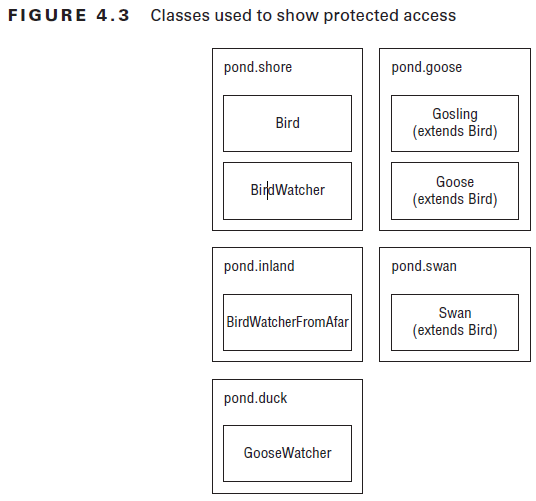 FIGURE 4.3 Classes used to show protected access
pond.shore
Bird
BirdWatcher
pond.goose
Gosling
(extends Bird)
Goose
(extends Bird)
pond.inland
BirdWatcherFromAfar
pond.swan
Swan
(extends Bird)
pond.duck
GooseWatcher